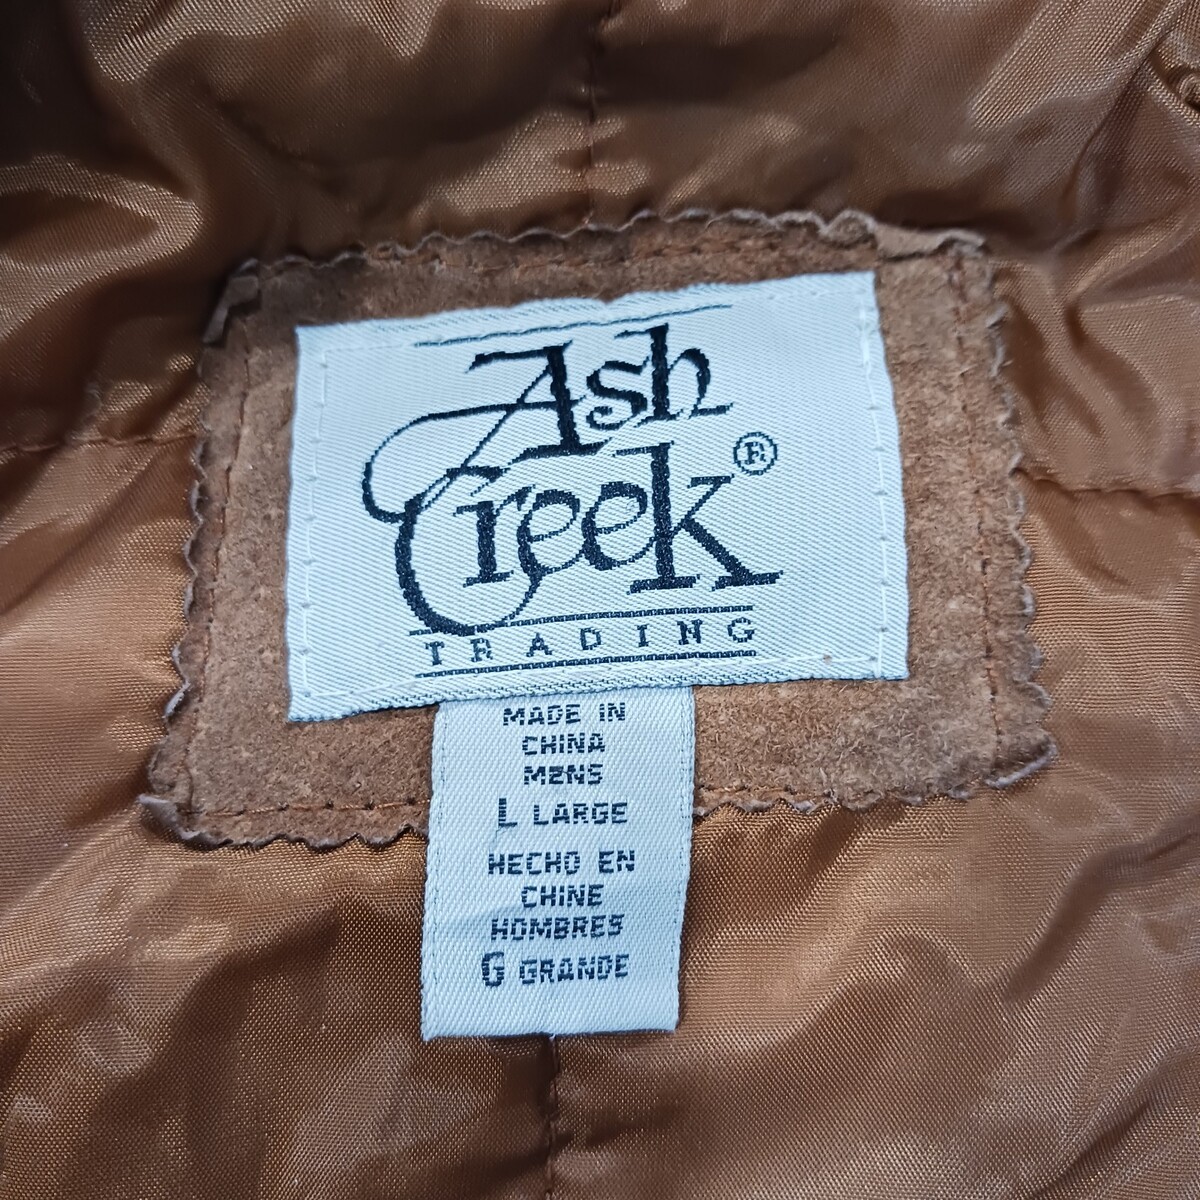 Ash
Creek®
TRADING
MADE IN
CHINA
MENS
L LARGE
HECHO EN
CHINE
HOMBRES
G GRANDE